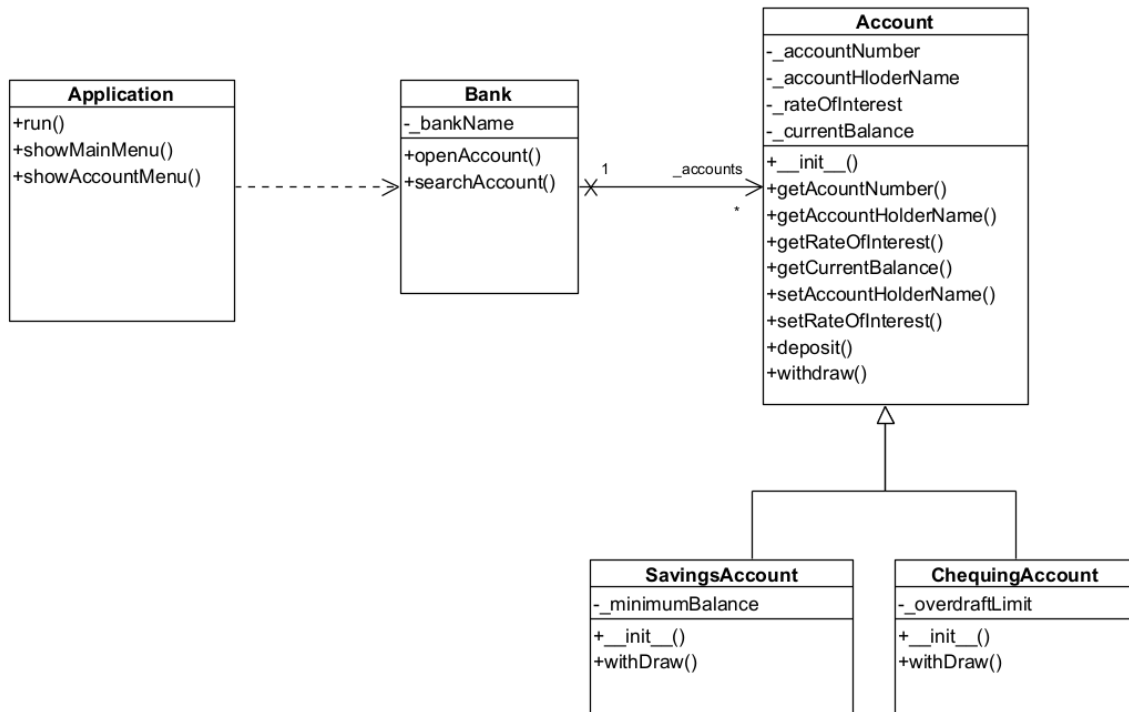 Application
+run()
+showMainMenu()
+showAccountMenu()
Bank
-_bankName
+openAccount()
+searchAccount()
1
_accounts
*
Account
-_accountNumber
-_accountHloderName
-_rateOfInterest
-_currentBalance
+__init__()
+getAcountNumber()
+getAccountHolderName()
+getRateOfInterest()
+getCurrentBalance()
+setAccountHolderName()
+setRateOfInterest()
+deposit()
+withdraw()
SavingsAccount
-_minimumBalance
+__init__()
+withDraw()
ChequingAccount
-_overdraftLimit
+__init__()
+withDraw()